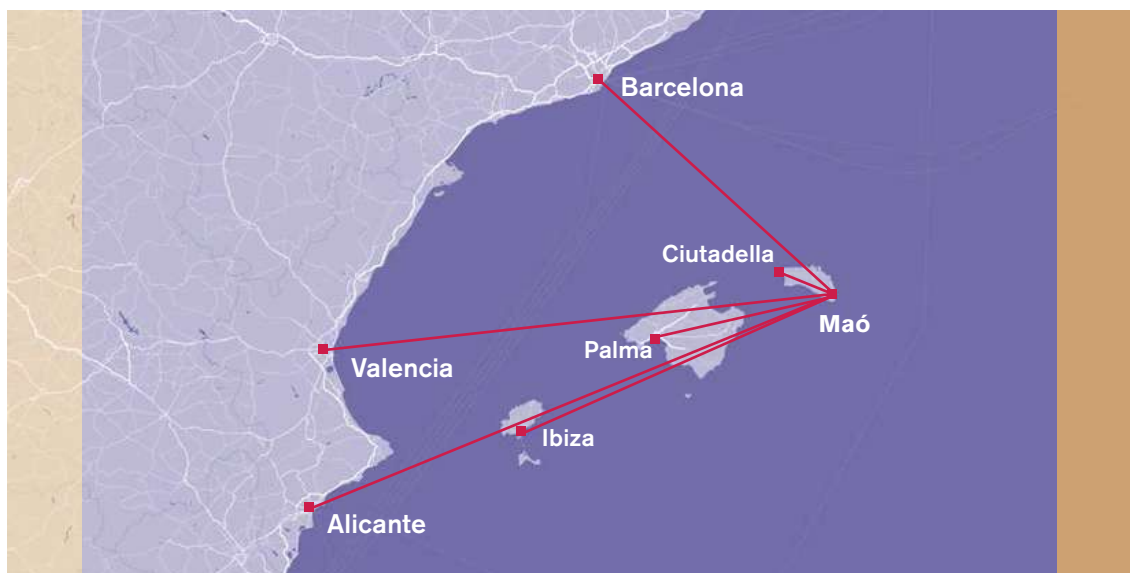 Barcelona
Ciutadella
Maó
Palma
Valencia
Ibiza
Alicante